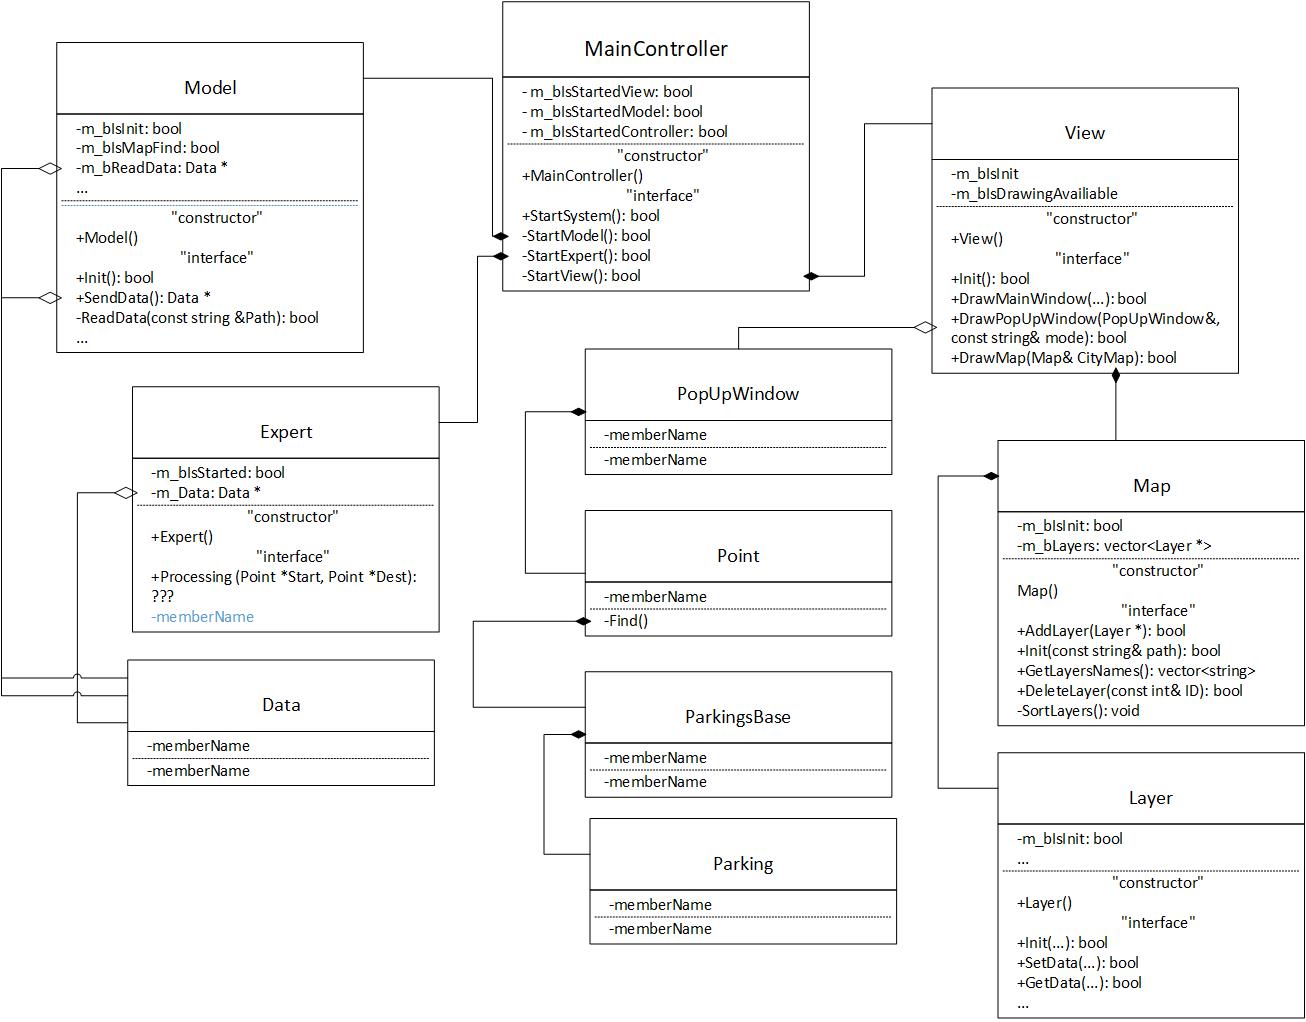 MainController
- m_bIsStartedView: bool
- m_bIsStartedModel: bool
- m_bIsStartedController: bool
"constructor"
+MainController()
"interface"
+StartSystem(): bool
-StartModel(): bool
-StartExpert(): bool
-StartView(): bool
Model
-m_bIsInit: bool
-m_bIsMapFind: bool
-m_bReadData: Data *
...
"constructor"
+Model()
"interface"
+Init(): bool
+SendData(): Data *
-ReadData(const string &Path): bool
...
View
-m_bIsInit
-m_bIsDrawingAvailiable
"constructor"
+View()
"interface"
+Init(): bool
+DrawMainWindow(...): bool
+DrawPopUpWindow(PopUpWindow&,
const string& mode): bool
+DrawMap(Map& CityMap): bool
Expert
-m_bIsStarted: bool
-m_Data: Data *
"constructor"
+Expert()
"interface"
+Processing (Point *Start, Point *Dest):
???
-memberName
Data
-memberName
-memberName
PopUpWindow
-memberName
-memberName
Point
-memberName
-Find()
ParkingsBase
-memberName
-memberName
Parking
-memberName
-memberName
Map
-m_bIsInit: bool
-m_bLayers: vector<Layer *>
"constructor"
Map()
"interface"
+AddLayer(Layer *): bool
+Init(const string& path): bool
+GetLayersNames(): vector<string>
+DeleteLayer(const int& ID): bool
-SortLayers(): void
Layer
-m_bIsInit: bool
...
"constructor"
+Layer()
"interface"
+Init(...): bool
+SetData(...): bool
+GetData(...): bool
...